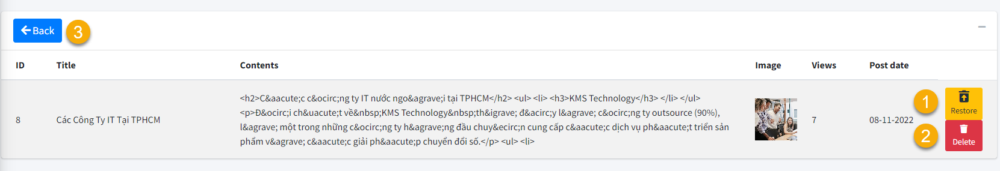 Back
3
ID Title Contents Image Views Post date
<h2>C&aacute;c c&ocirc;ng ty IT nước ngo&agrave;i tại TPHCM</h2> <ul> <li> <h3>KMS Technology</h3> </li> </ul>
<p>Đ&ocirc;i ch&uacute;t về&nbsp;KMS Technology&nbsp;th&igrave; đ&acirc;y l&agrave; c&ocirc;ng ty outsource (90%),
8 Các Công Ty IT Tại TPHCM 7 08-11-2022
l&agrave; một trong những c&ocirc;ng ty h&agrave;ng đầu chuy&ecirc;n cung cấp c&aacute;c dịch vụ ph&aacute;t triển sản
phẩm v&agrave; c&aacute;c giải ph&aacute;p chuyển đổi số.</p> <ul> <li>
1
Restore
2
Delete